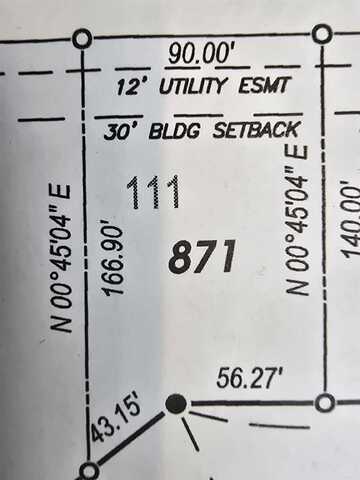 90.00'
12' UTILITY ESMT
30' BLDG SETBACK
111
871
N 00°45'04" E
166.90'
N 00°45'04" E
140.00'
56.27'
43.15'